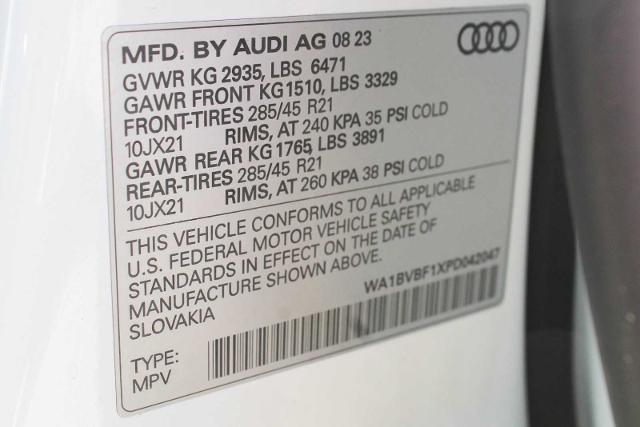 MFD. BY AUDI AG 08 23
GVWR KG 2935, LBS 6471
GAWR FRONT KG1510, LBS 3329
FRONT-TIRES 285/45 R21
10JX21 RIMS, AT 240 KPA 35 PSI COLD
GAWR REAR KG 1765, LBS 3891
REAR-TIRES 285/45 R21
10JX21 RIMS, AT 260 KPA 38 PSI COLD
THIS VEHICLE CONFORMS TO ALL APPLICABLE
U.S. FEDERAL MOTOR VEHICLE SAFETY
STANDARDS IN EFFECT ON THE DATE OF
MANUFACTURE SHOWN ABOVE.
SLOVAKIA
WA1BVBF1XPD042047
TYPE:
MPV